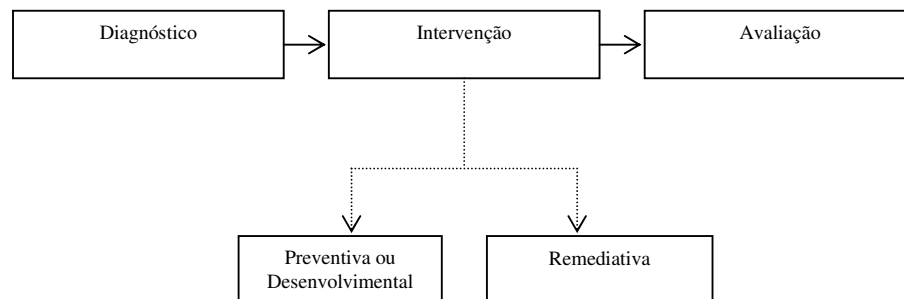 Diagnóstico
Intervenção
Avaliação
Preventiva ou
Desenvolvimental
Remediativa